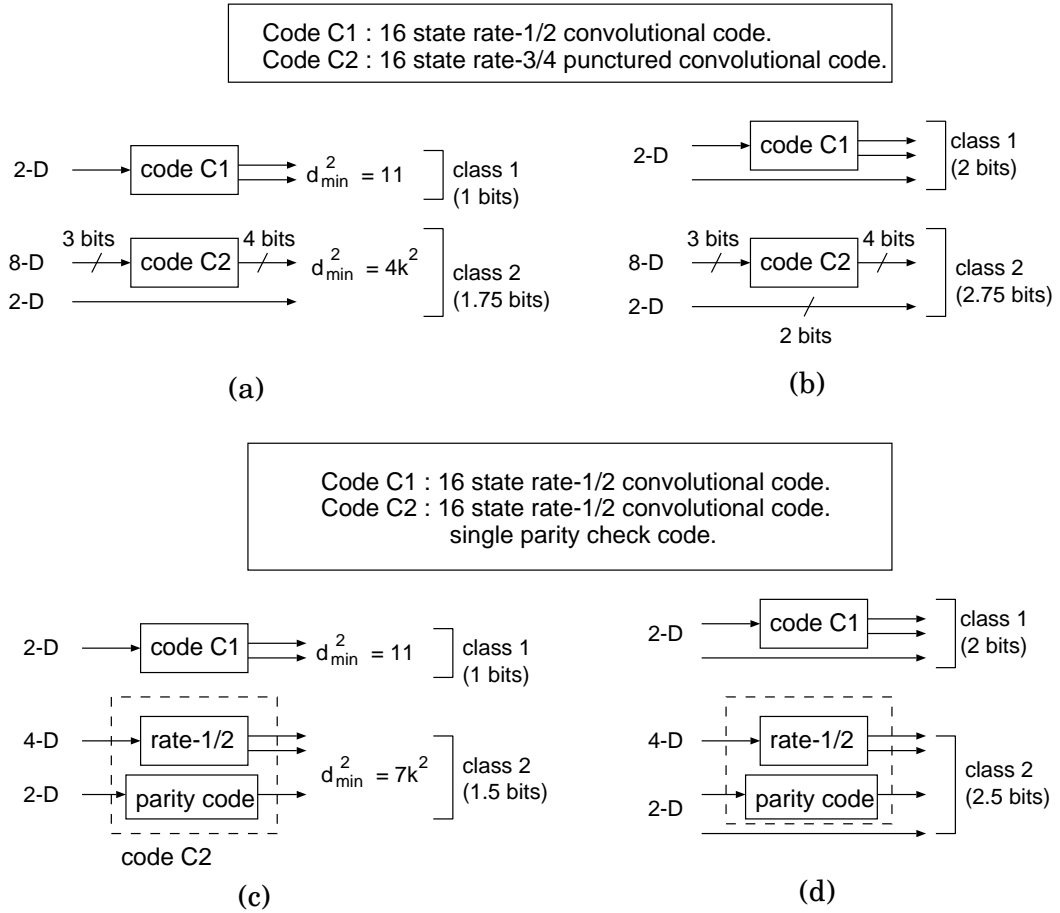 Code C1 : 16 state rate-1/2 convolutional code.
Code C2 : 16 state rate-3/4 punctured convolutional code.
2-D
code C1
d²min = 11
class 1
(1 bits)
3 bits
4 bits
8-D
code C2
d²min = 4k²
2-D
class 2
(1.75 bits)
(a)
2-D
code C1
class 1
(2 bits)
3 bits
4 bits
8-D
code C2
2-D
2 bits
class 2
(2.75 bits)
(b)
Code C1 : 16 state rate-1/2 convolutional code.
Code C2 : 16 state rate-1/2 convolutional code.
single parity check code.
2-D
code C1
d²min = 11
class 1
(1 bits)
4-D
rate-1/2
2-D
parity code
d²min = 7k²
class 2
(1.5 bits)
code C2
(c)
2-D
code C1
class 1
(2 bits)
4-D
rate-1/2
2-D
parity code
class 2
(2.5 bits)
(d)